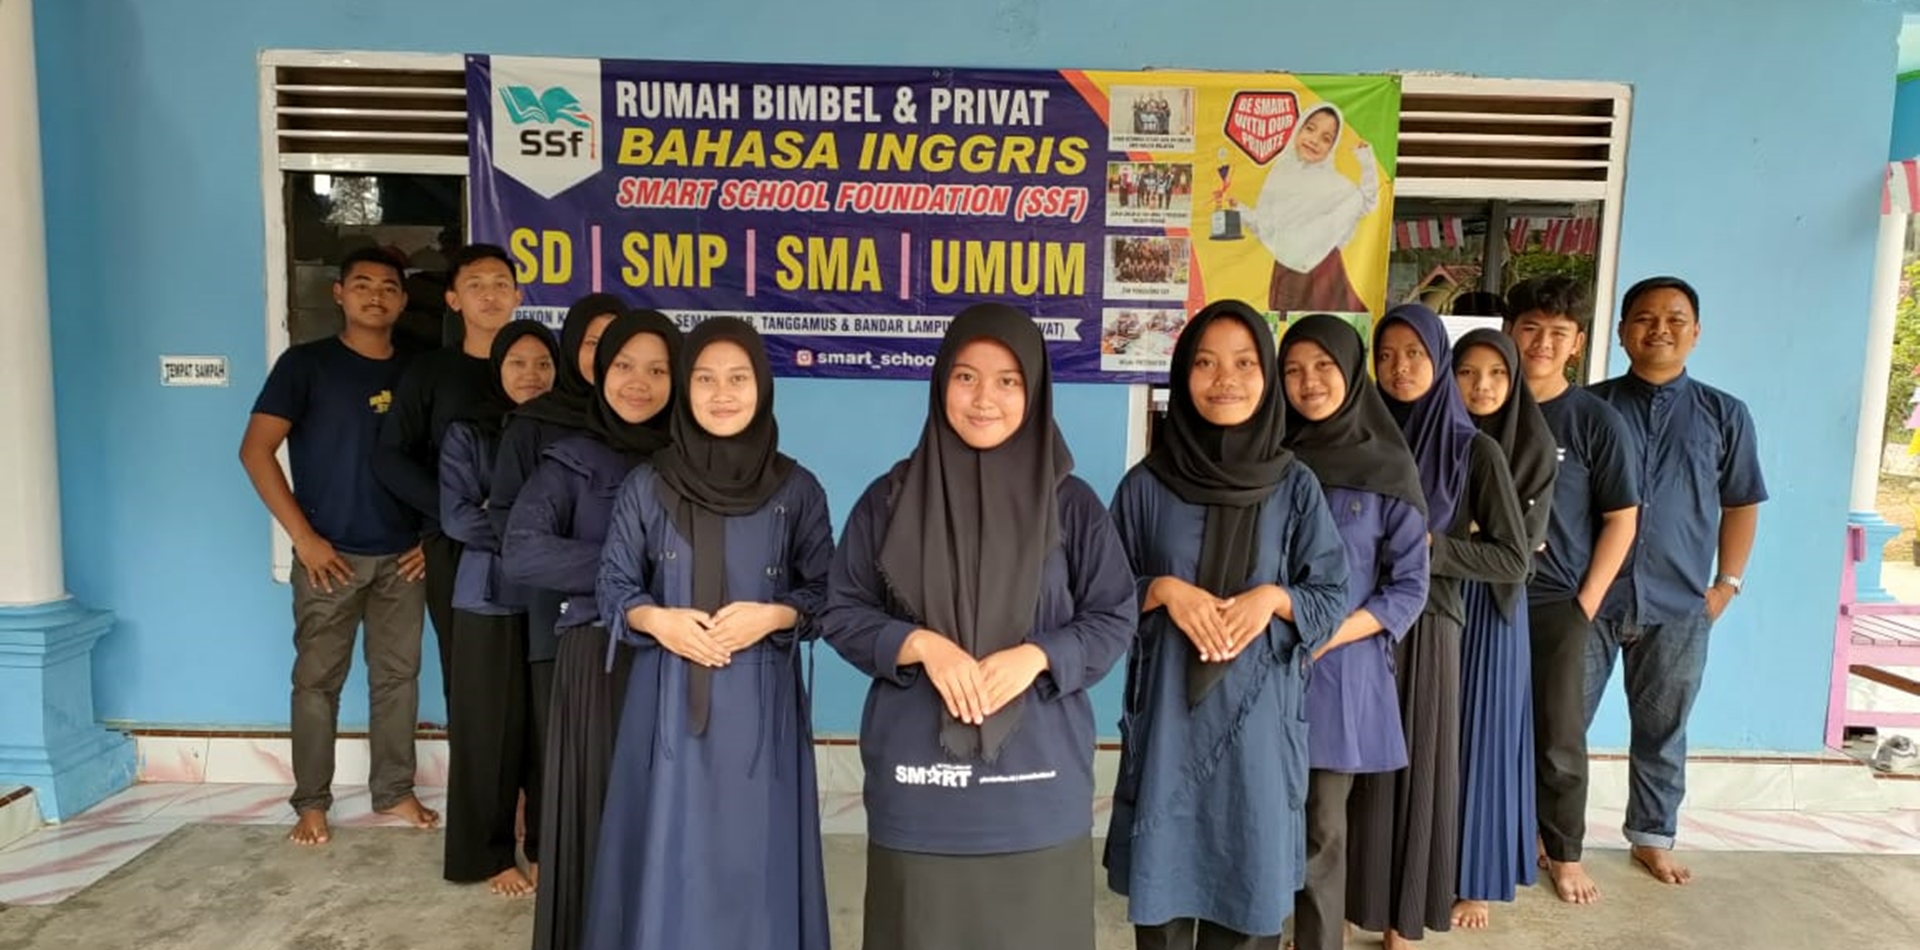 SSf
RUMAH BIMBEL & PRIVAT
BAHASA INGGRIS
SMART SCHOOL FOUNDATION (SSF)
SD | SMP | SMA | UMUM
TANGGAMUS & BANDAR
smart_schoo
BE SMART
WITH OUR
PRIVATE
TEMPAT SAMPAH
SMART